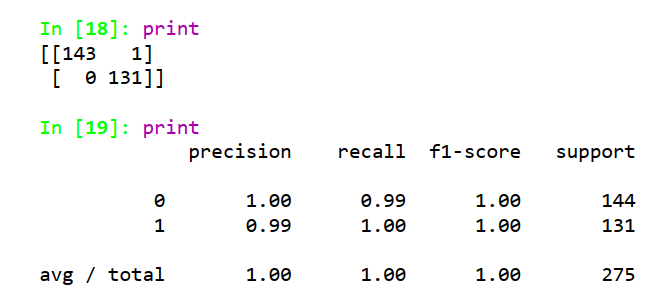 In [18]: print
[[143   1]
 [  0 131]]
In [19]: print
             precision    recall  f1-score   support
          0       1.00      0.99      1.00       144
          1       0.99      1.00      1.00       131
avg / total       1.00      1.00      1.00       275